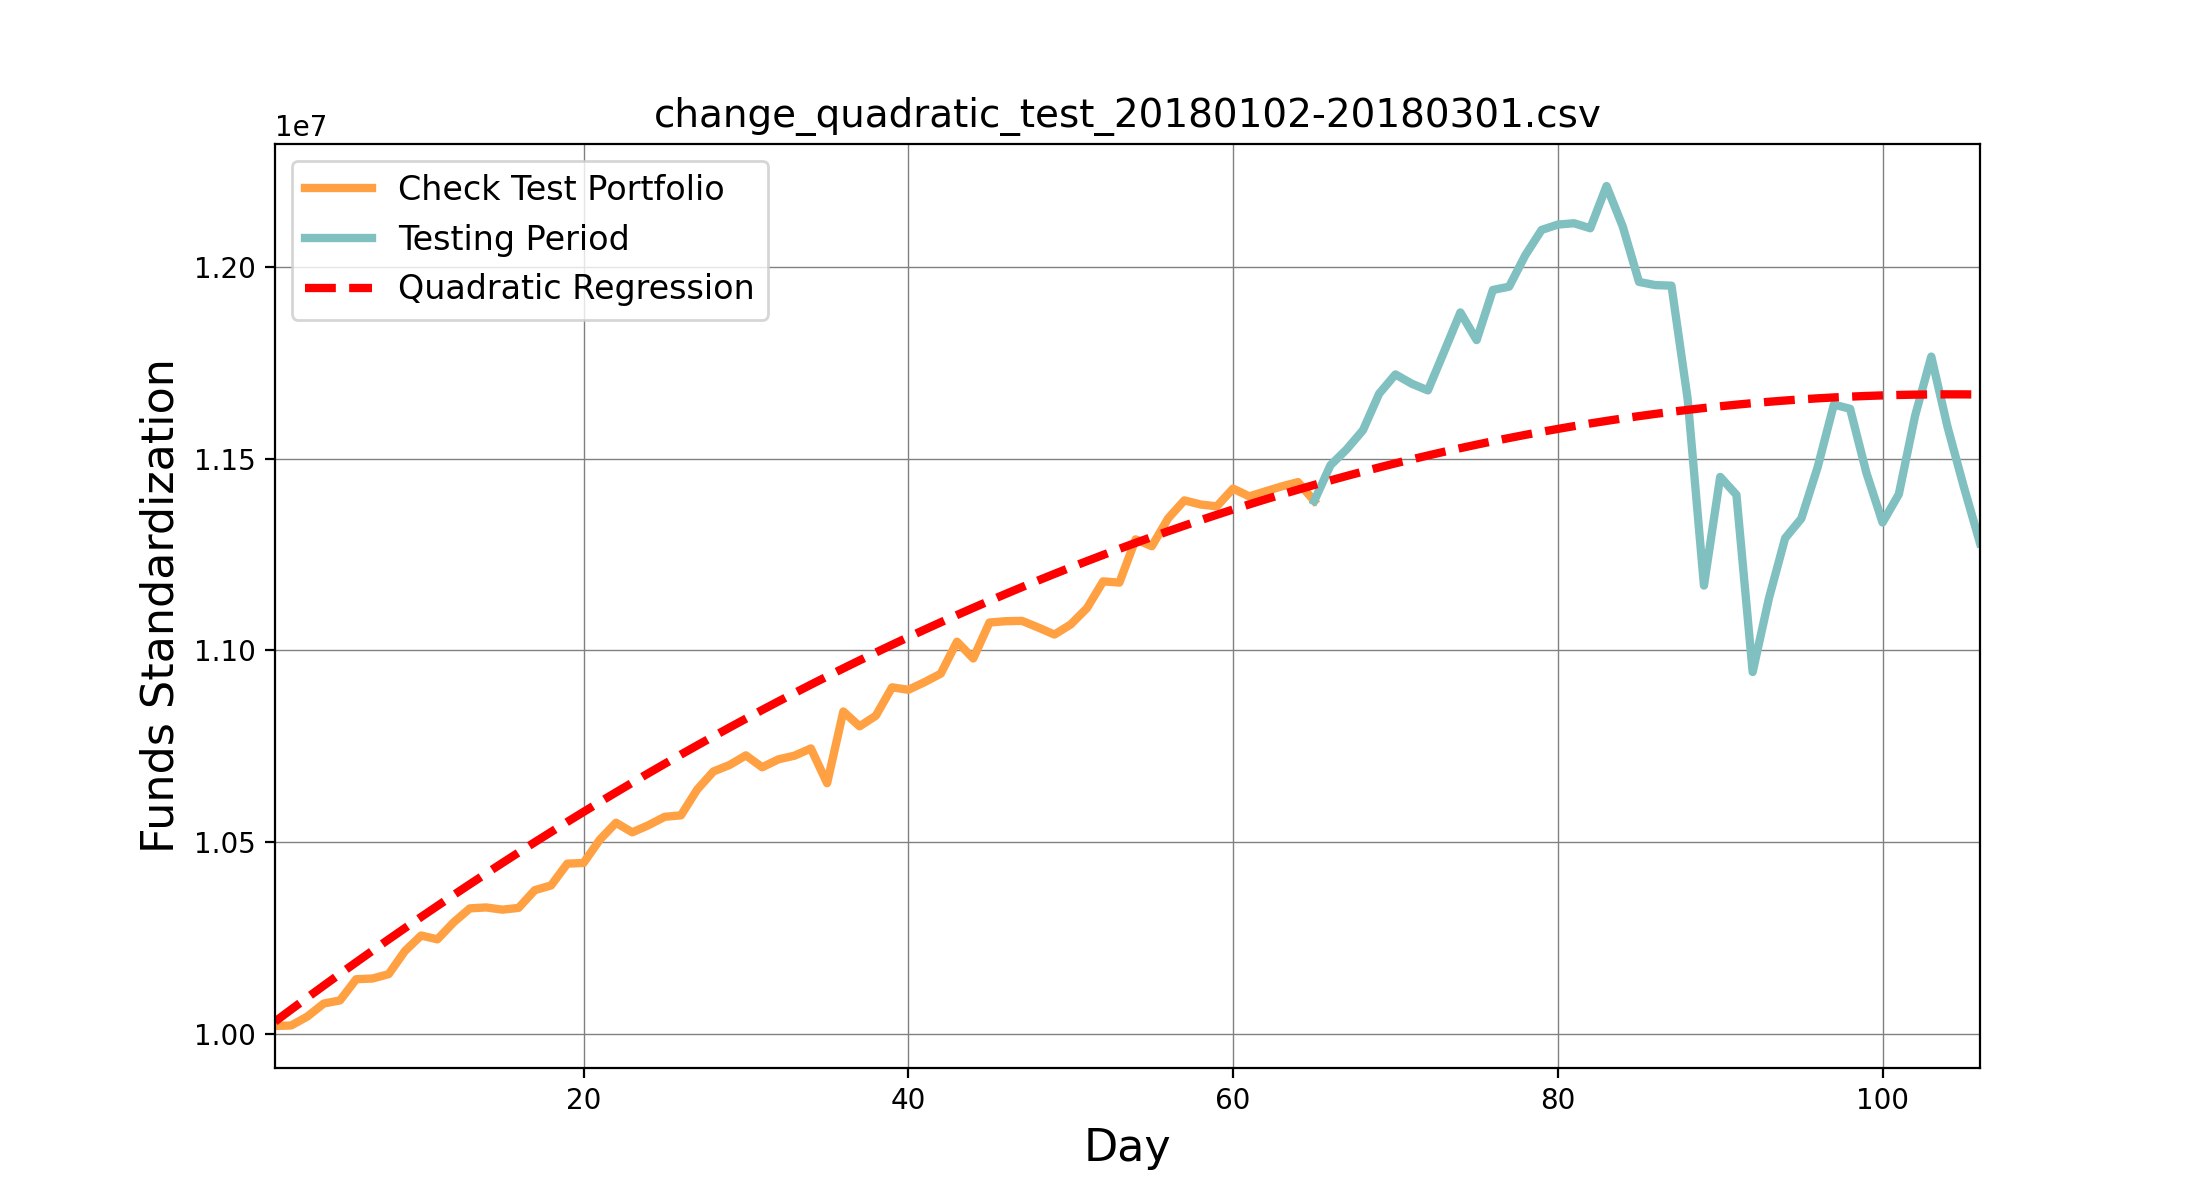 change_quadratic_test_20180102-20180301.csv
1e7
Check Test Portfolio
Testing Period
Quadratic Regression
Funds Standardization
1.20
1.15
1.10
1.05
1.00
20 40 60 80 100
Day